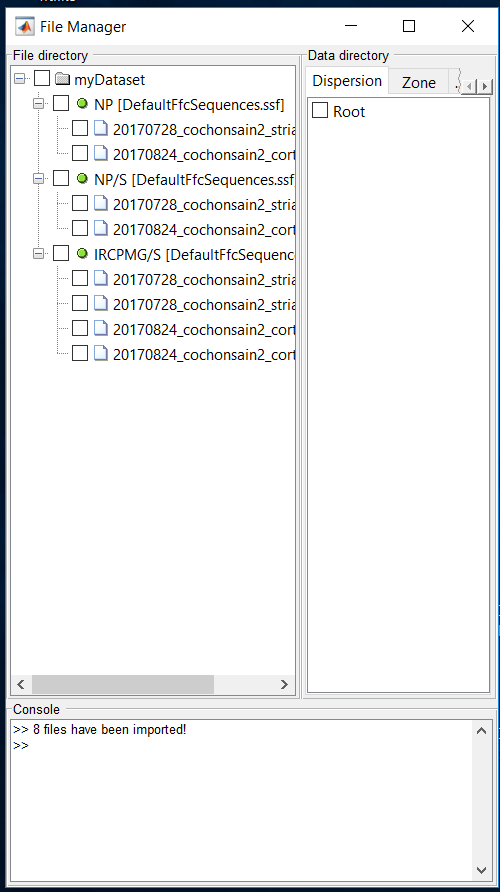 File Manager
File directory
myDataset
NP [DefaultFfcSequences.ssf]
20170728_cochonsain2_stria
20170824_cochonsain2_cort
NP/S [DefaultFfcSequences.ssf
20170728_cochonsain2_stria
20170824_cochonsain2_cort
IRCPMG/S [DefaultFfcSequenc
20170728_cochonsain2_stria
20170728_cochonsain2_stria
20170824_cochonsain2_cort
20170824_cochonsain2_cort
Data directory
Dispersion Zone
Root
Console
>> 8 files have been imported!
>>